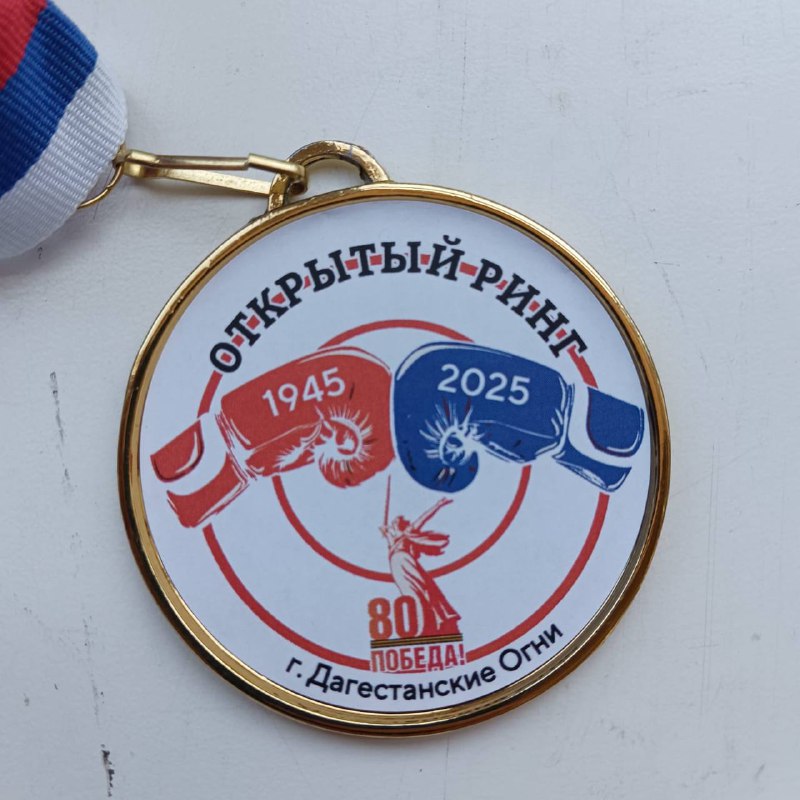 ОТКРЫТЫЙ РИНГ
1945
2025
80
ПОБЕДА!
г. Дагестанские Огни